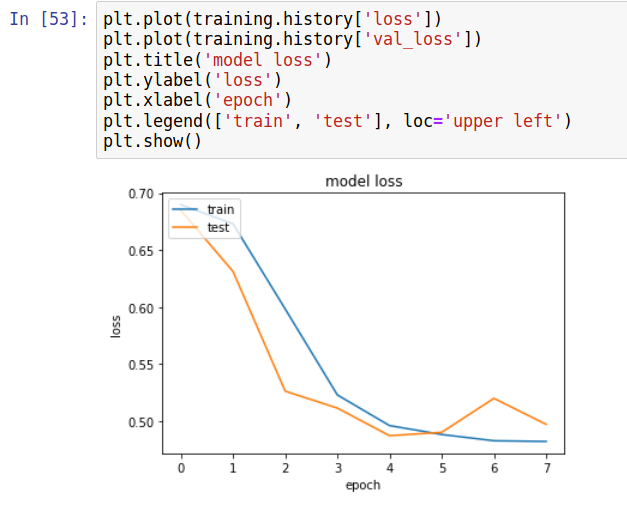 In [53]: plt.plot(training.history['loss'])
plt.plot(training.history['val_loss'])
plt.title('model loss')
plt.ylabel('loss')
plt.xlabel('epoch')
plt.legend(['train', 'test'], loc='upper left')
plt.show()
model loss
0.70
train
test
0.65
0.60
loss
0.55
0.50
0 1 2 3 4 5 6 7
epoch